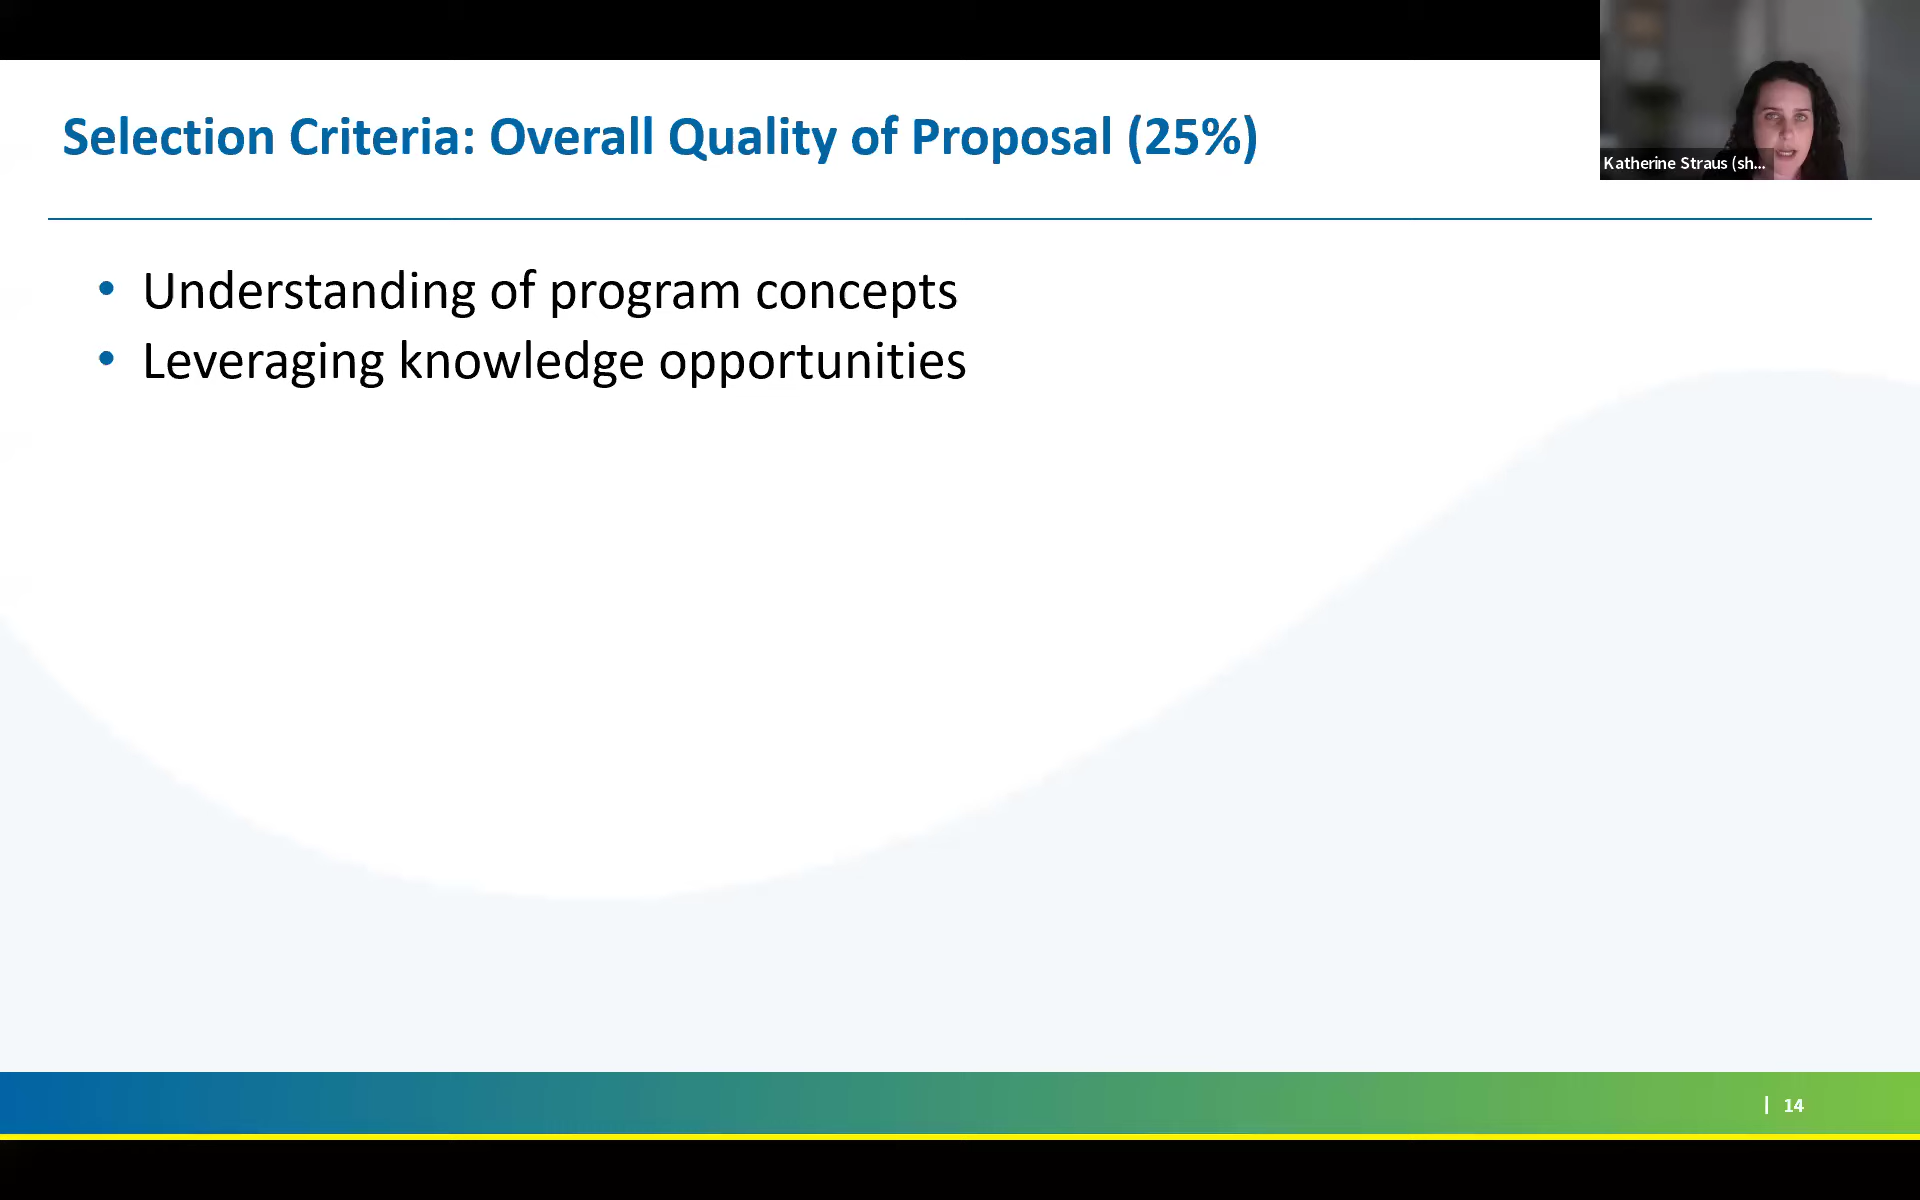 Selection Criteria: Overall Quality of Proposal (25%)
Katherine Straus (sh...
• Understanding of program concepts
• Leveraging knowledge opportunities
| 14